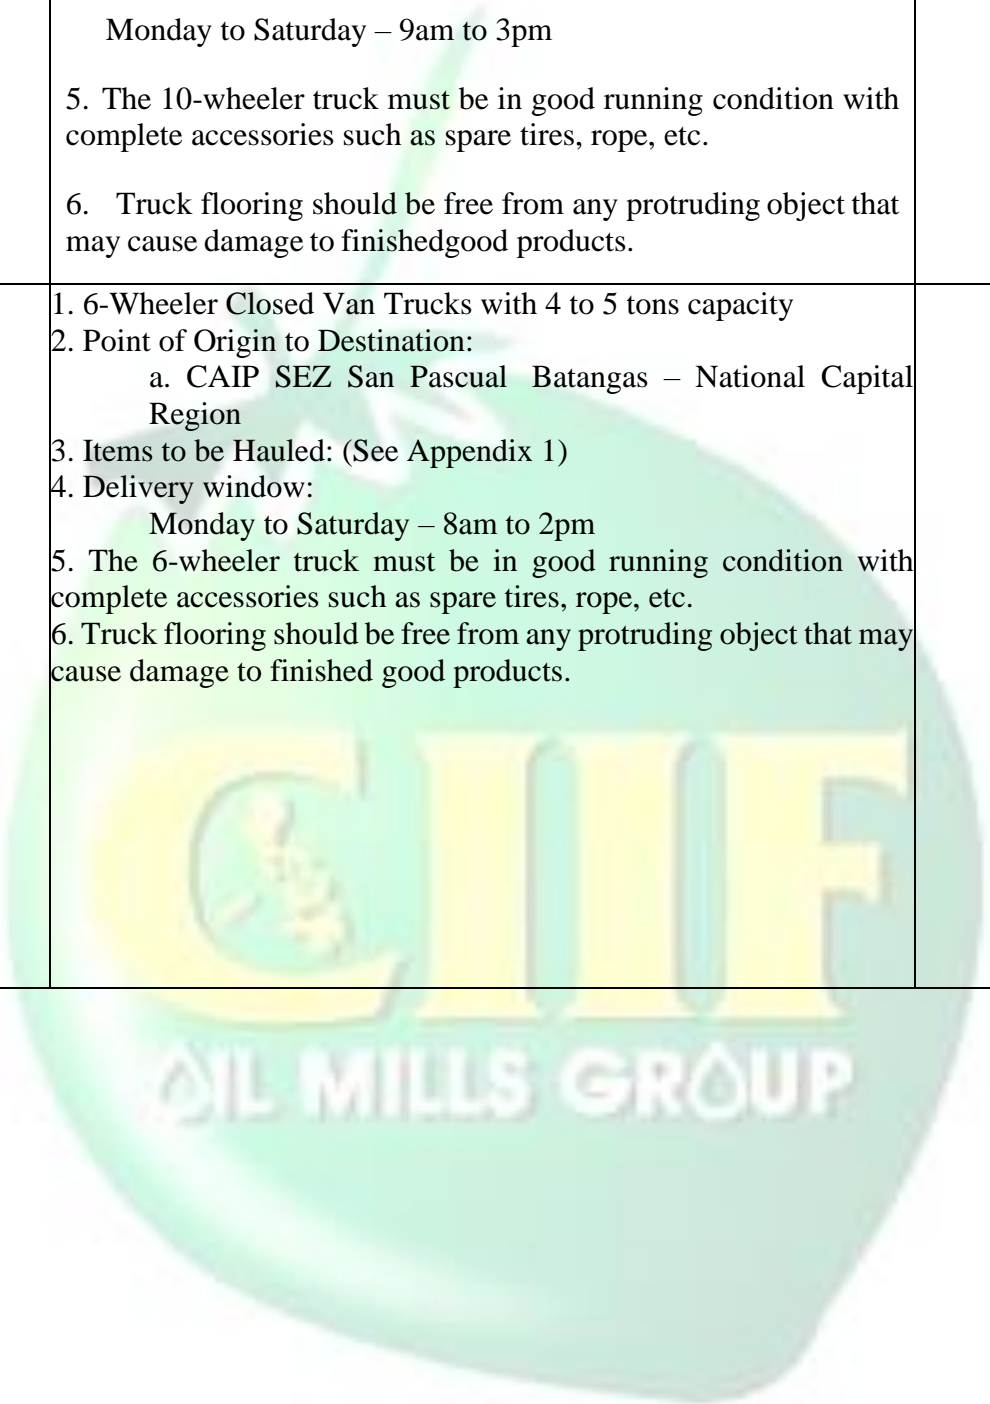 Monday to Saturday – 9am to 3pm
5. The 10-wheeler truck must be in good running condition with
complete accessories such as spare tires, rope, etc.
6. Truck flooring should be free from any protruding object that
may cause damage to finishedgood products.
1. 6-Wheeler Closed Van Trucks with 4 to 5 tons capacity
2. Point of Origin to Destination:
a. CAIP SEZ San Pascual Batangas – National Capital
Region
3. Items to be Hauled: (See Appendix 1)
4. Delivery window:
Monday to Saturday – 8am to 2pm
5. The 6-wheeler truck must be in good running condition with
complete accessories such as spare tires, rope, etc.
6. Truck flooring should be free from any protruding object that may
cause damage to finished good products.
CIIF
OIL MILLS GROUP